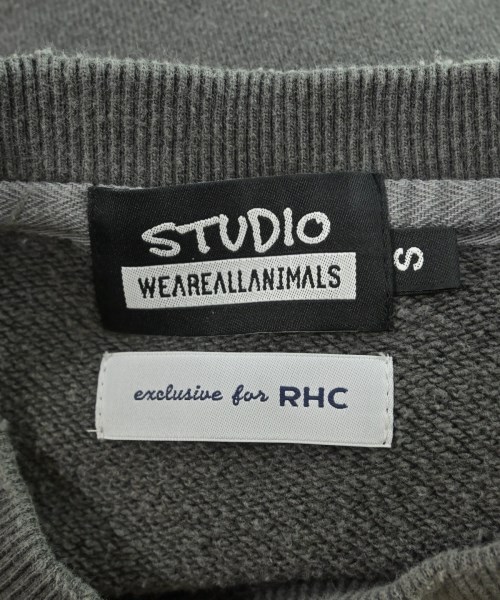 STUDIO
WEAREALLANIMALS
S
exclusive for RHC